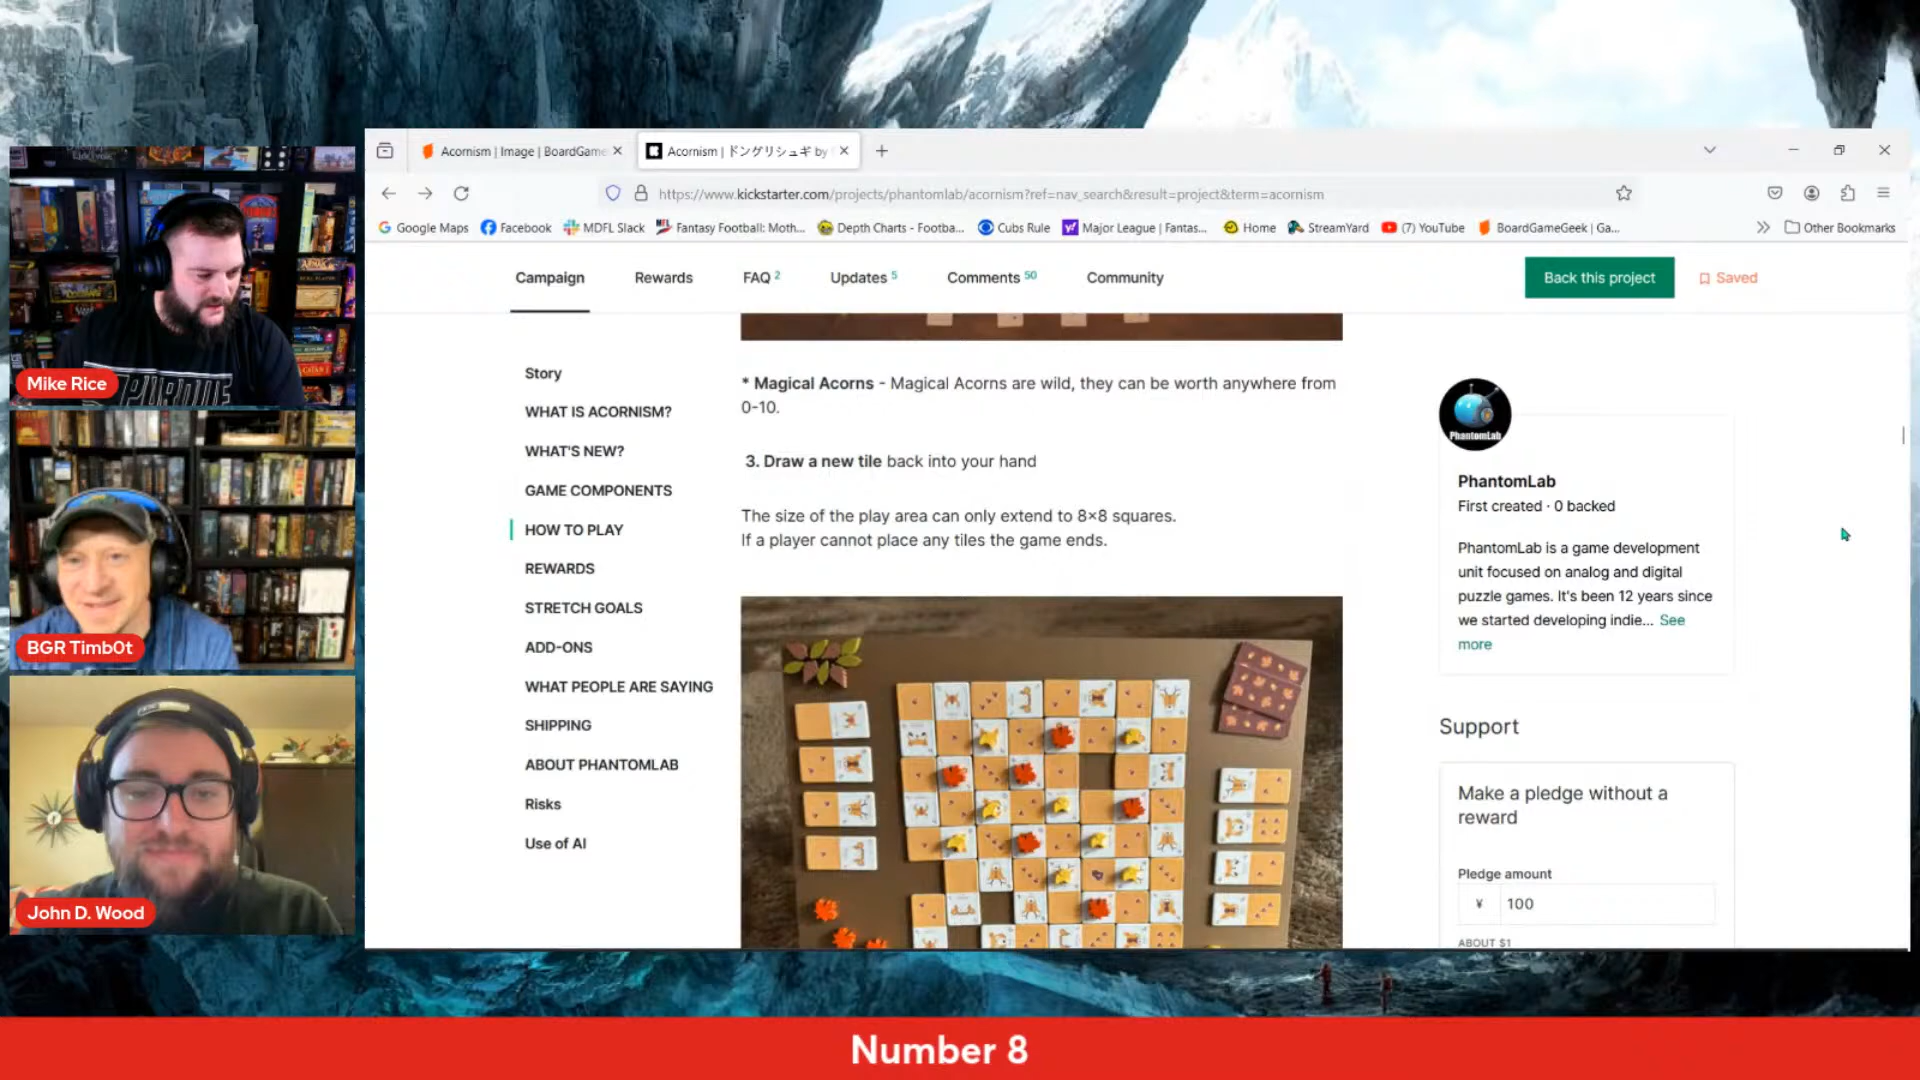 Acornism | Image | BoardGame
Acornism | ドングリシュギ by
https://www.kickstarter.com/projects/phantomlab/acornism?ref=nav_search&result=project&term=acornism
Google Maps
Facebook
MDFL Slack
Fantasy Football: Moth...
Depth Charts - Footba...
Cubs Rule
Major League | Fantas...
Home
StreamYard
(7) YouTube
BoardGameGeek | Ga...
Other Bookmarks
Campaign
Rewards
FAQ 2
Updates 5
Comments 50
Community
Back this project
Saved
Story
WHAT IS ACORNISM?
WHAT'S NEW?
GAME COMPONENTS
HOW TO PLAY
REWARDS
STRETCH GOALS
ADD-ONS
WHAT PEOPLE ARE SAYING
SHIPPING
ABOUT PHANTOMLAB
Risks
Use of AI
* Magical Acorns - Magical Acorns are wild, they can be worth anywhere from
0-10.
3. Draw a new tile back into your hand
The size of the play area can only extend to 8×8 squares.
If a player cannot place any tiles the game ends.
PhantomLab
PhantomLab
First created · 0 backed
PhantomLab is a game development
unit focused on analog and digital
puzzle games. It's been 12 years since
we started developing indie... See
more
Support
Make a pledge without a
reward
Pledge amount
¥ 100
ABOUT $1
PURDUE
Mike Rice
BGR Timb0t
John D. Wood
Number 8